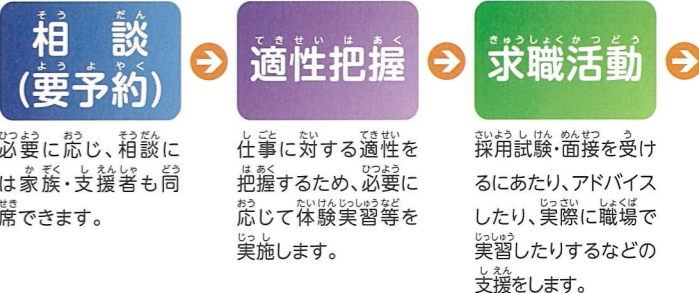 相談
(要予約)
必要に応じ、相談に
は家族・支援者も同
席できます。
適性把握
仕事に対する適性を
把握するため、必要に
応じて体験実習等を
実施します。
求職活動
採用試験・面接を受け
るにあたり、アドバイス
したり、実際に職場で
実習したりするなどの
支援をします。